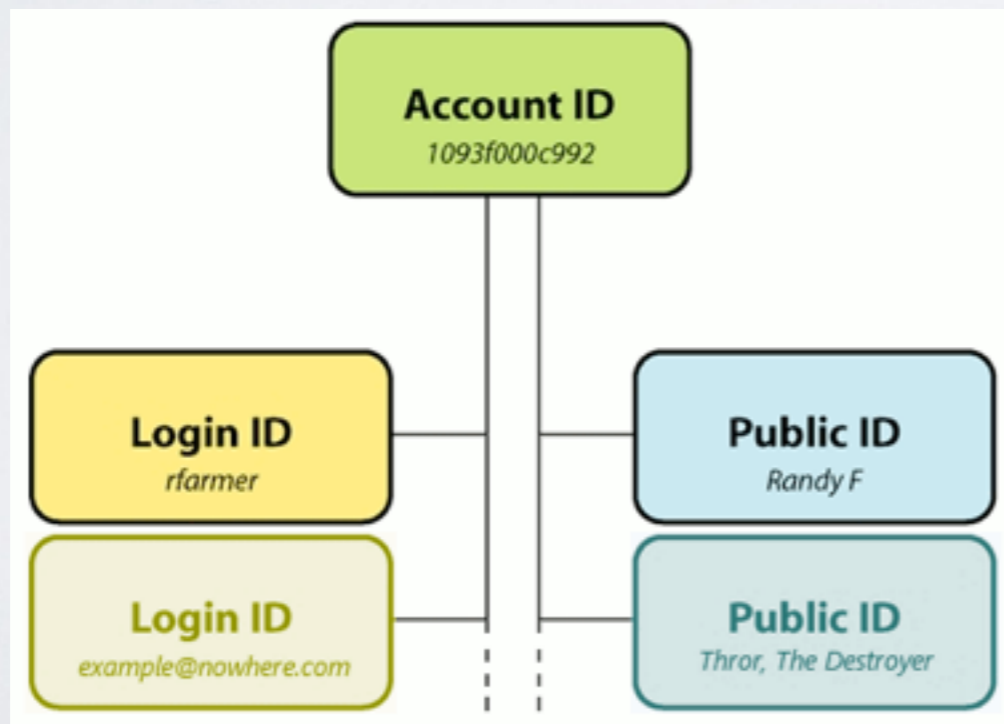 Account ID
1093f000c992
Login ID
rfarmer
Public ID
Randy F
Login ID
example@nowhere.com
Public ID
Thror, The Destroyer